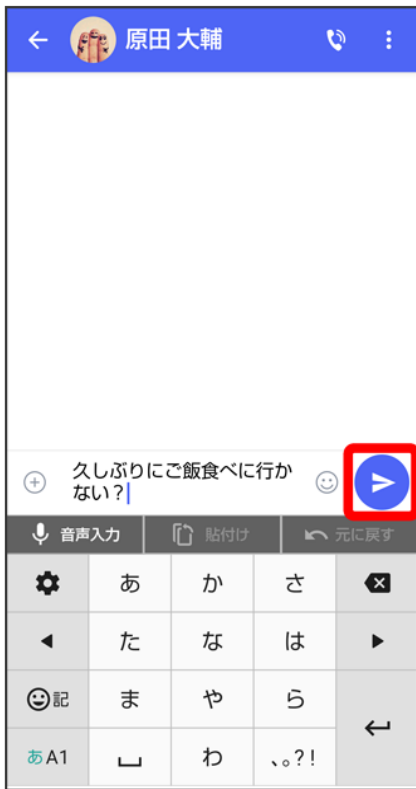 原田 大輔
久しぶりにご飯食べに行か
ない？
音声入力 貼付け 元に戻す
あ か さ
た な は
記 ま や ら
あA1 わ 、。?!